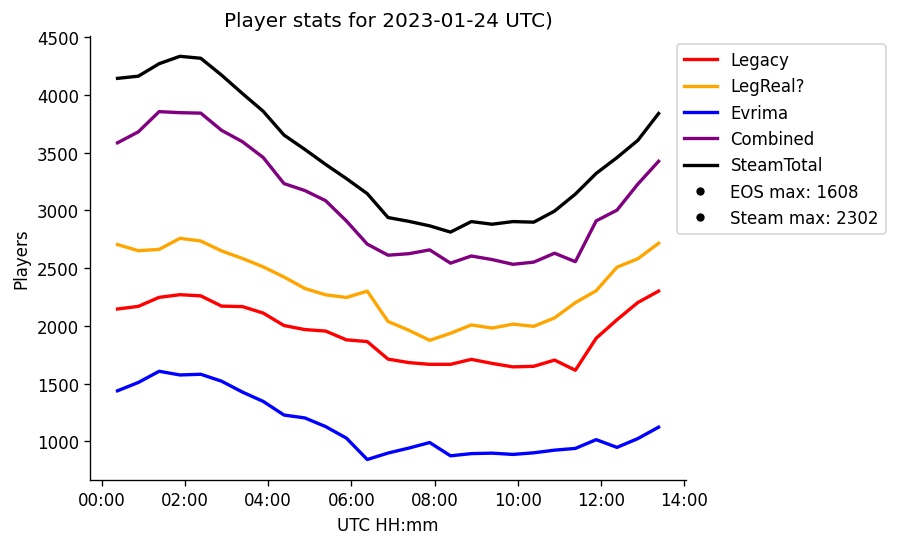 Player stats for 2023-01-24 UTC)
4500
4000
3500
3000
2500
2000
1500
1000
Players
00:00
02:00
04:00
06:00
08:00
10:00
12:00
14:00
UTC HH:mm
Legacy
LegReal?
Evrima
Combined
SteamTotal
EOS max: 1608
Steam max: 2302